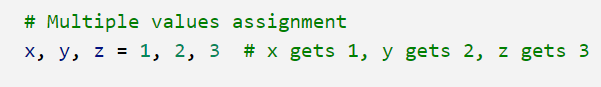 # Multiple values assignment
x, y, z = 1, 2, 3  # x gets 1, y gets 2, z gets 3